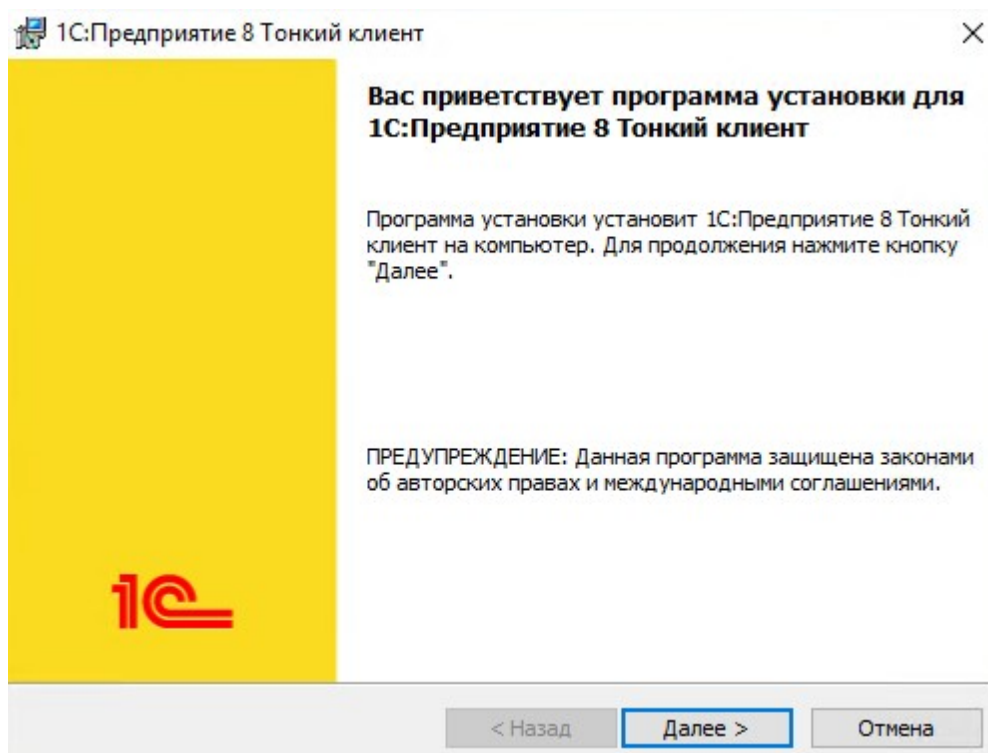 1С:Предприятие 8 Тонкий клиент
Вас приветствует программа установки для
1С:Предприятие 8 Тонкий клиент
Программа установки установит 1С:Предприятие 8 Тонкий
клиент на компьютер. Для продолжения нажмите кнопку
"Далее".
ПРЕДУПРЕЖДЕНИЕ: Данная программа защищена законами
об авторских правах и международными соглашениями.
1С
< Назад
Далее >
Отмена